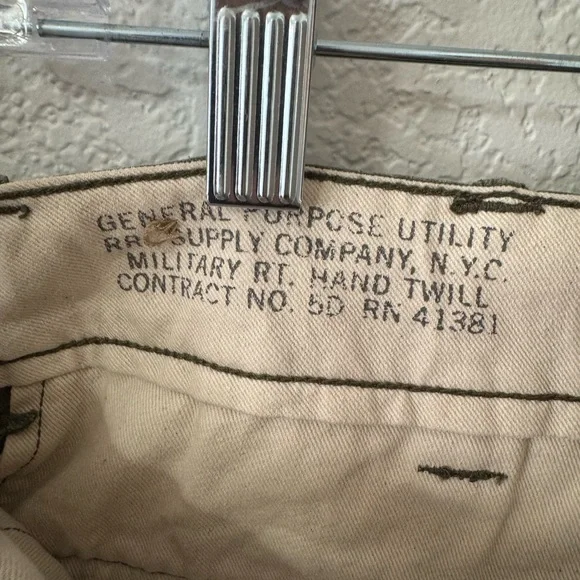 GENERAL PURPOSE UTILITY
SUPPLY COMPANY, N.Y.C.
MILITARY RT. HAND TWILL
CONTRACT NO. 5D RN 41381